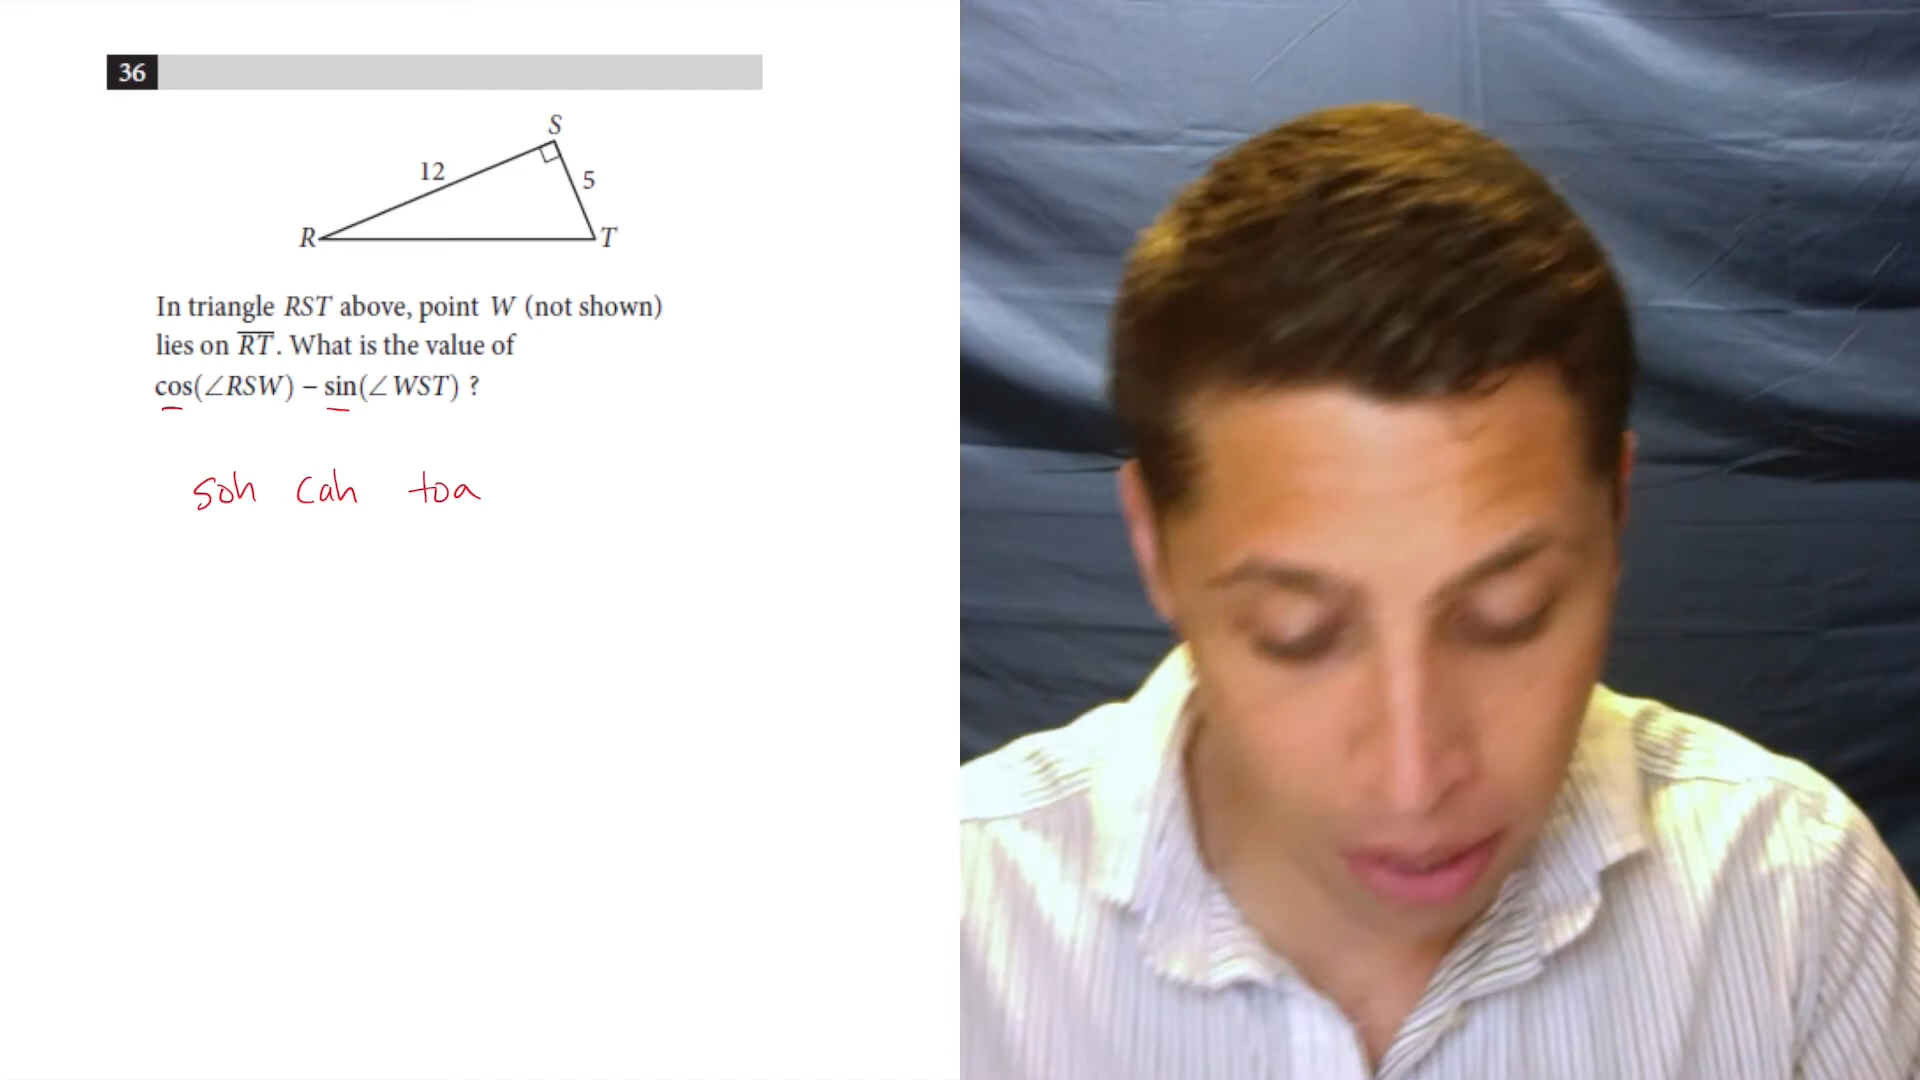 36
S
12
5
R
T
In triangle RST above, point W (not shown)
lies on R̅T̅. What is the value of
cos(∠RSW) – sin(∠WST) ?
soh cah toa